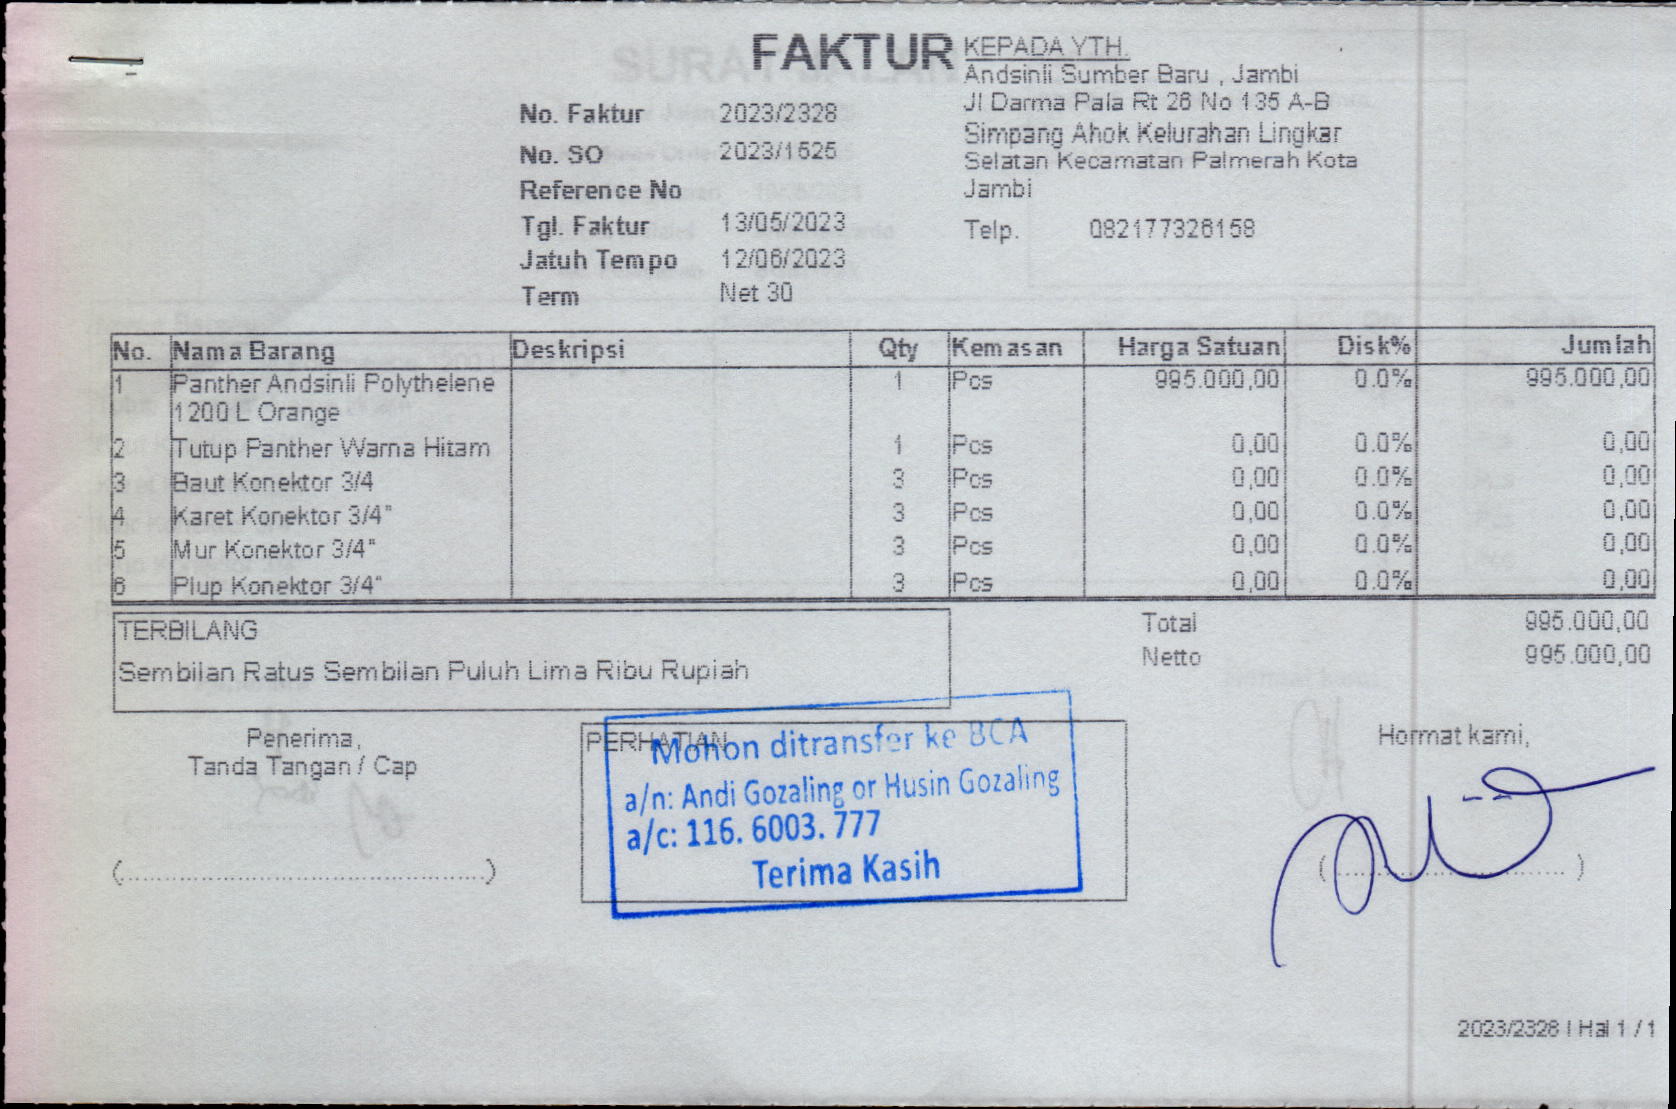 FAKTUR
KEPADA YTH.
Andsinli Sumber Baru , Jambi
Jl Darma Pala Rt 26 No 135 A-B
Simpang Ahok Kelurahan Lingkar
Selatan Kecamatan Palmerah Kota
Jambi
Telp. 082177326158
No. Faktur 2023/2328
No. SO 2023/1525
Reference No
Tgl. Faktur 13/05/2023
Jatuh Tempo 12/06/2023
Term Net 30
No. Nama Barang Deskripsi Qty Kemasan Harga Satuan Disk% Jumlah
1 Panther Andsinli Polythelene 1 Pcs 995.000,00 0.0% 995.000,00
1200 L Orange
2 Tutup Panther Warna Hitam 1 Pcs 0,00 0.0% 0,00
3 Baut Konektor 3/4 3 Pcs 0,00 0.0% 0,00
4 Karet Konektor 3/4" 3 Pcs 0,00 0.0% 0,00
5 Mur Konektor 3/4" 3 Pcs 0,00 0.0% 0,00
6 Plup Konektor 3/4" 3 Pcs 0,00 0.0% 0,00
TERBILANG
Sembilan Ratus Sembilan Puluh Lima Ribu Rupiah
Total 995.000,00
Netto 995.000,00
Penerima,
Tanda Tangan / Cap
(................................................)
PERHATIAN
Mohon ditransfer ke BCA
a/n: Andi Gozaling or Husin Gozaling
a/c: 116. 6003. 777
Terima Kasih
Hormat kami,
(................................)
2023/2328 | Hal 1 / 1